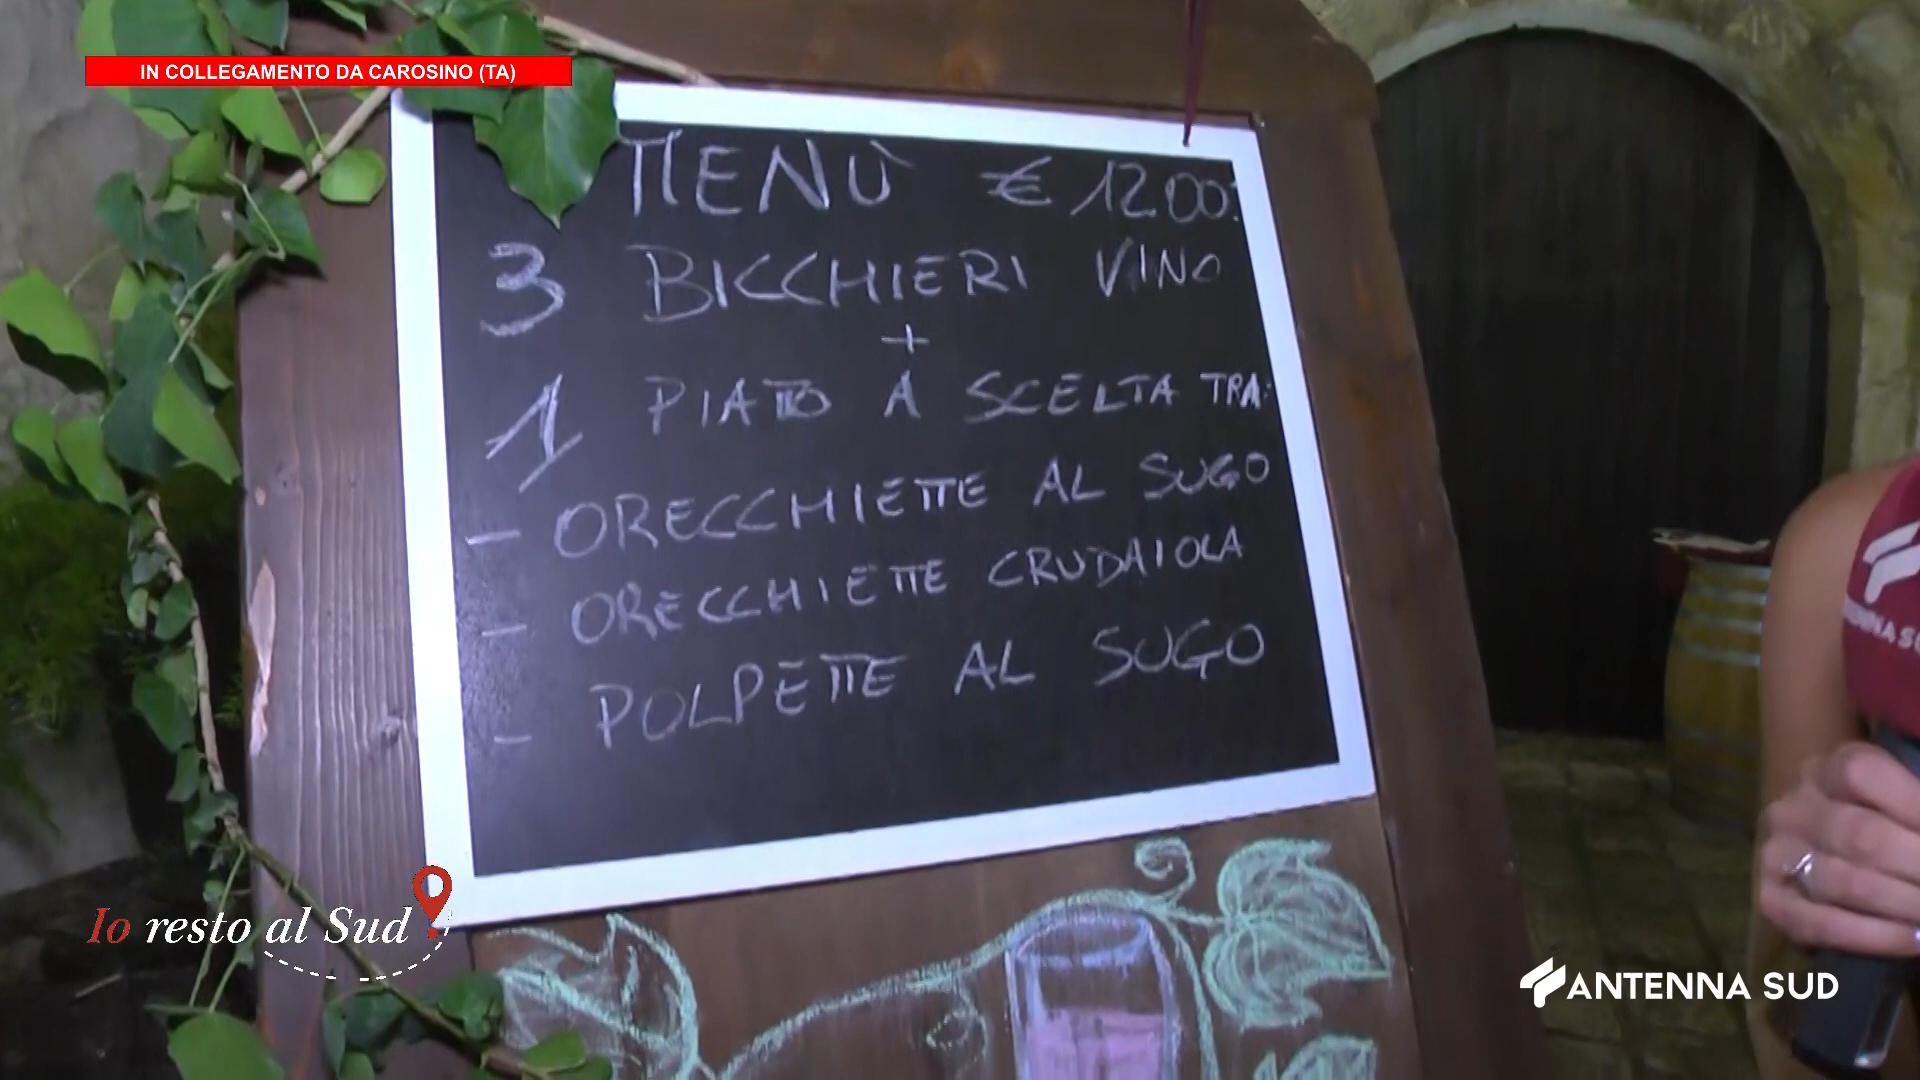 IN COLLEGAMENTO DA CAROSINO (TA)
MENÙ € 12 00:
3 BICCHIERI VINO
+
1 PIATTO A SCELTA TRA:
- ORECCHIETTE AL SUGO
- ORECCHIETTE CRUDAIOLA
- POLPETTE AL SUGO
Io resto al Sud
ANTENNA SUD